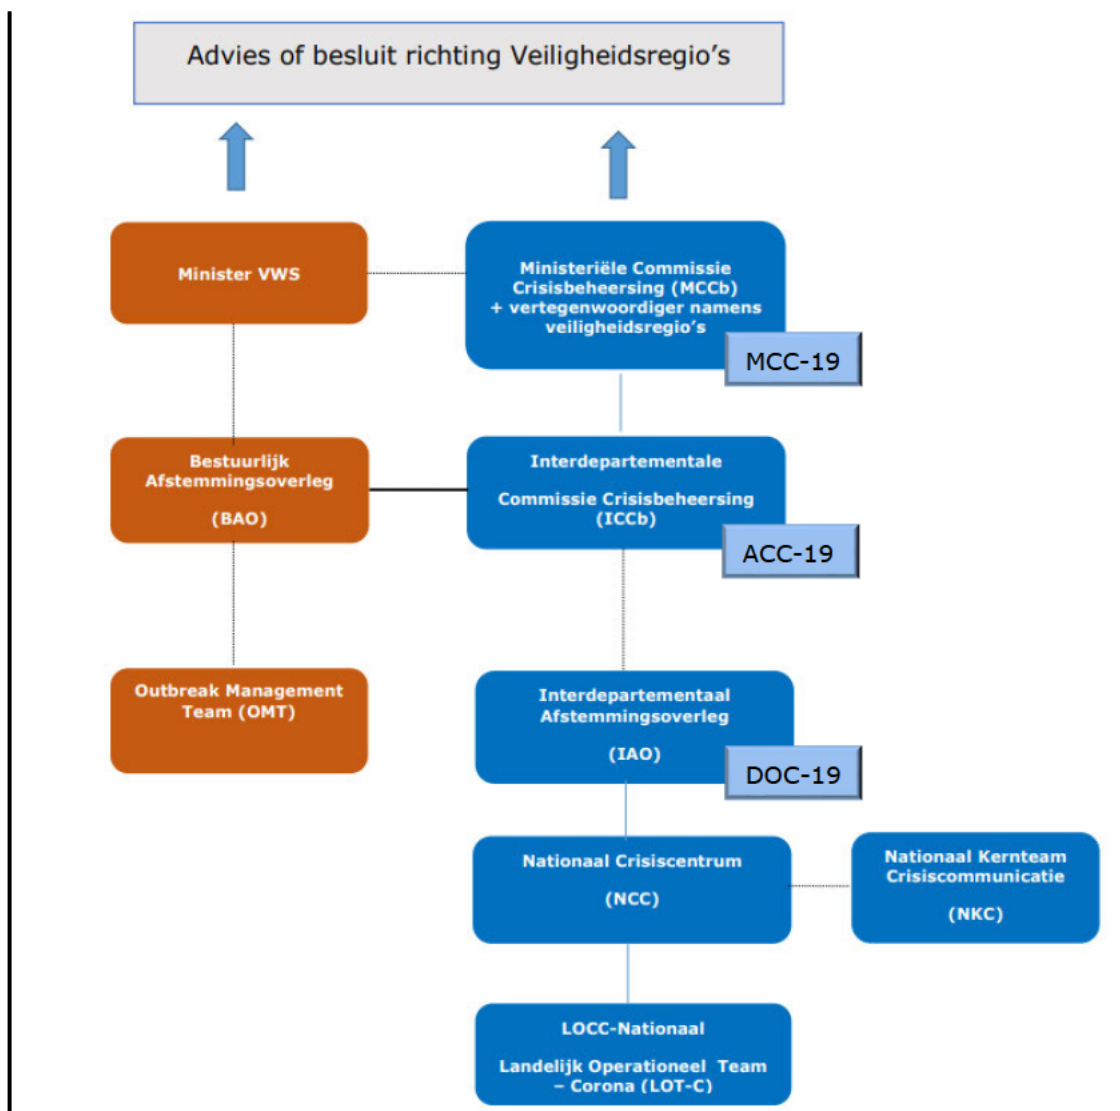 Advies of besluit richting Veiligheidsregio's
Minister VWS
Ministeriële Commissie
Crisisbeheersing (MCCb)
+ vertegenwoordiger namens
veiligheidsregio's
MCC-19
Bestuurlijk
Afstemmingsoverleg
(BAO)
Interdepartementale
Commissie Crisisbeheersing
(ICCb)
ACC-19
Outbreak Management
Team (OMT)
Interdepartementaal
Afstemmingsoverleg
(IAO)
DOC-19
Nationaal Crisiscentrum
(NCC)
Nationaal Kernteam
Crisiscommunicatie
(NKC)
LOCC-Nationaal
Landelijk Operationeel Team
– Corona (LOT-C)